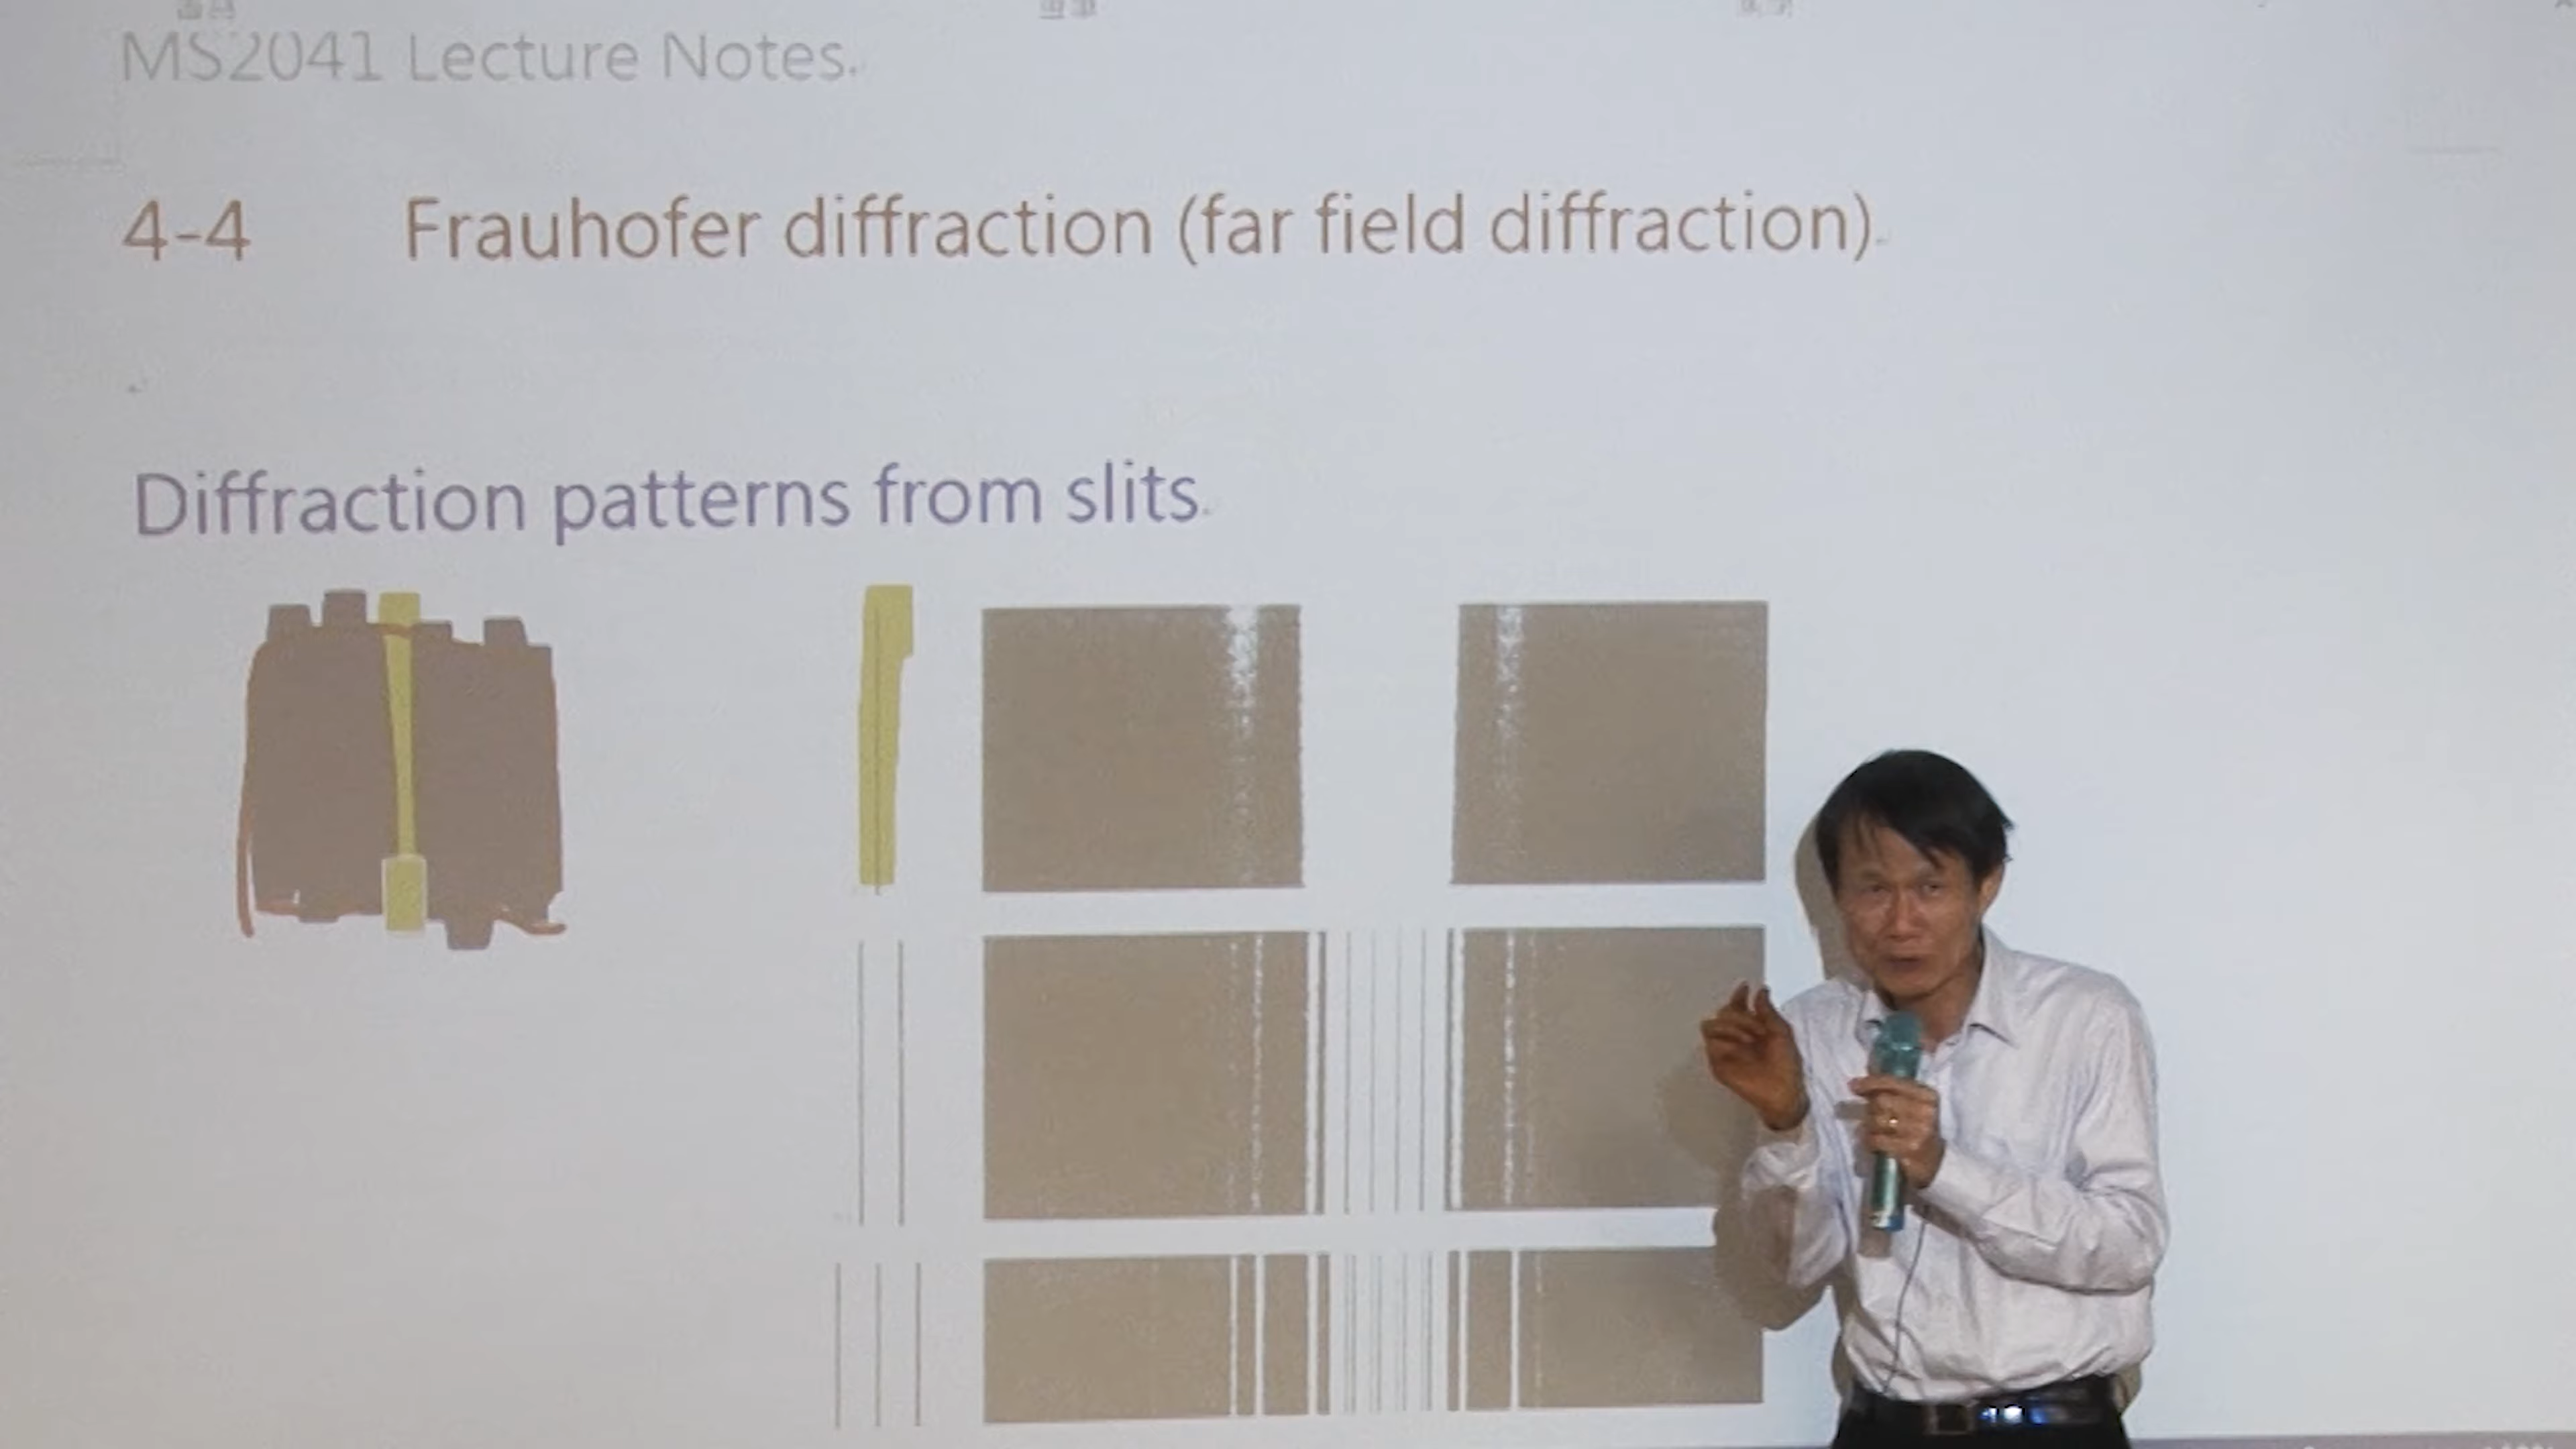 MS2041 Lecture Notes
4-4 Frauhofer diffraction (far field diffraction)
Diffraction patterns from slits